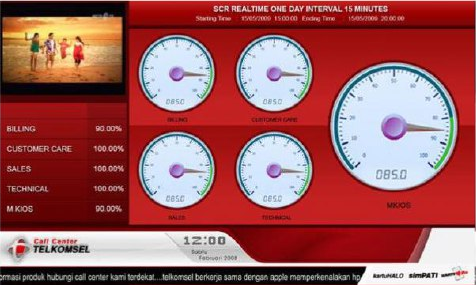 SCR REALTIME ONE DAY INTERVAL 15 MINUTES
Starting Time 15/05/2009 13:00:00 Ending Time 15/05/2009 20:00:00
BILLING 90.00%
CUSTOMER CARE 100.00%
SALES 100.00%
TECHNICAL 100.00%
M KIOS 90.00%
085.0
BILLING
085.0
CUSTOMER CARE
085.0
SALES
085.0
TECHNICAL
085.0
MKIOS
Call Center
TELKOMSEL
12:00
Sabtu
Februari 2009
ormasi produk hubungi call center kami terdekat....telkomsel berkerja sama dengan apple memperkenalkan hp
kartuHALO simPATI